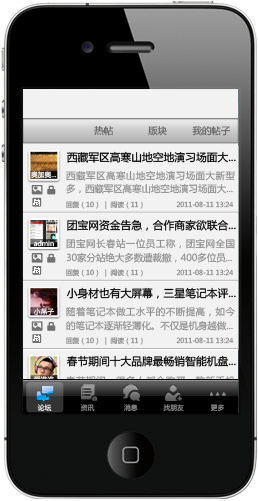 热帖 版块 我的帖子
西藏军区高寒山地空地演习场面大...
西藏军区高寒山地空地演习场面大新型
多，西藏军区高寒山地空地演习场面大...
回复 ( 10 ) | 阅读 ( 11 ) 2011-08-11 13:24
团宝网资金告急，合作商家欲联合...
admin
团宝网长春站一位员工称，团宝网全国
30家分站绝大多数遭裁撤，400多位员...
回复 ( 10 ) | 阅读 ( 11 ) 2011-08-11 13:24
小身材也有大屏幕，三星笔记本评...
小燕子
随着笔记本做工水平的不断提高，如今
的笔记本逐渐轻薄化。不仅是机身越做...
回复 ( 10 ) | 阅读 ( 11 ) 2011-08-11 13:24
春节期间十大品牌最畅销智能机盘...
论坛 资讯 消息 找朋友 更多